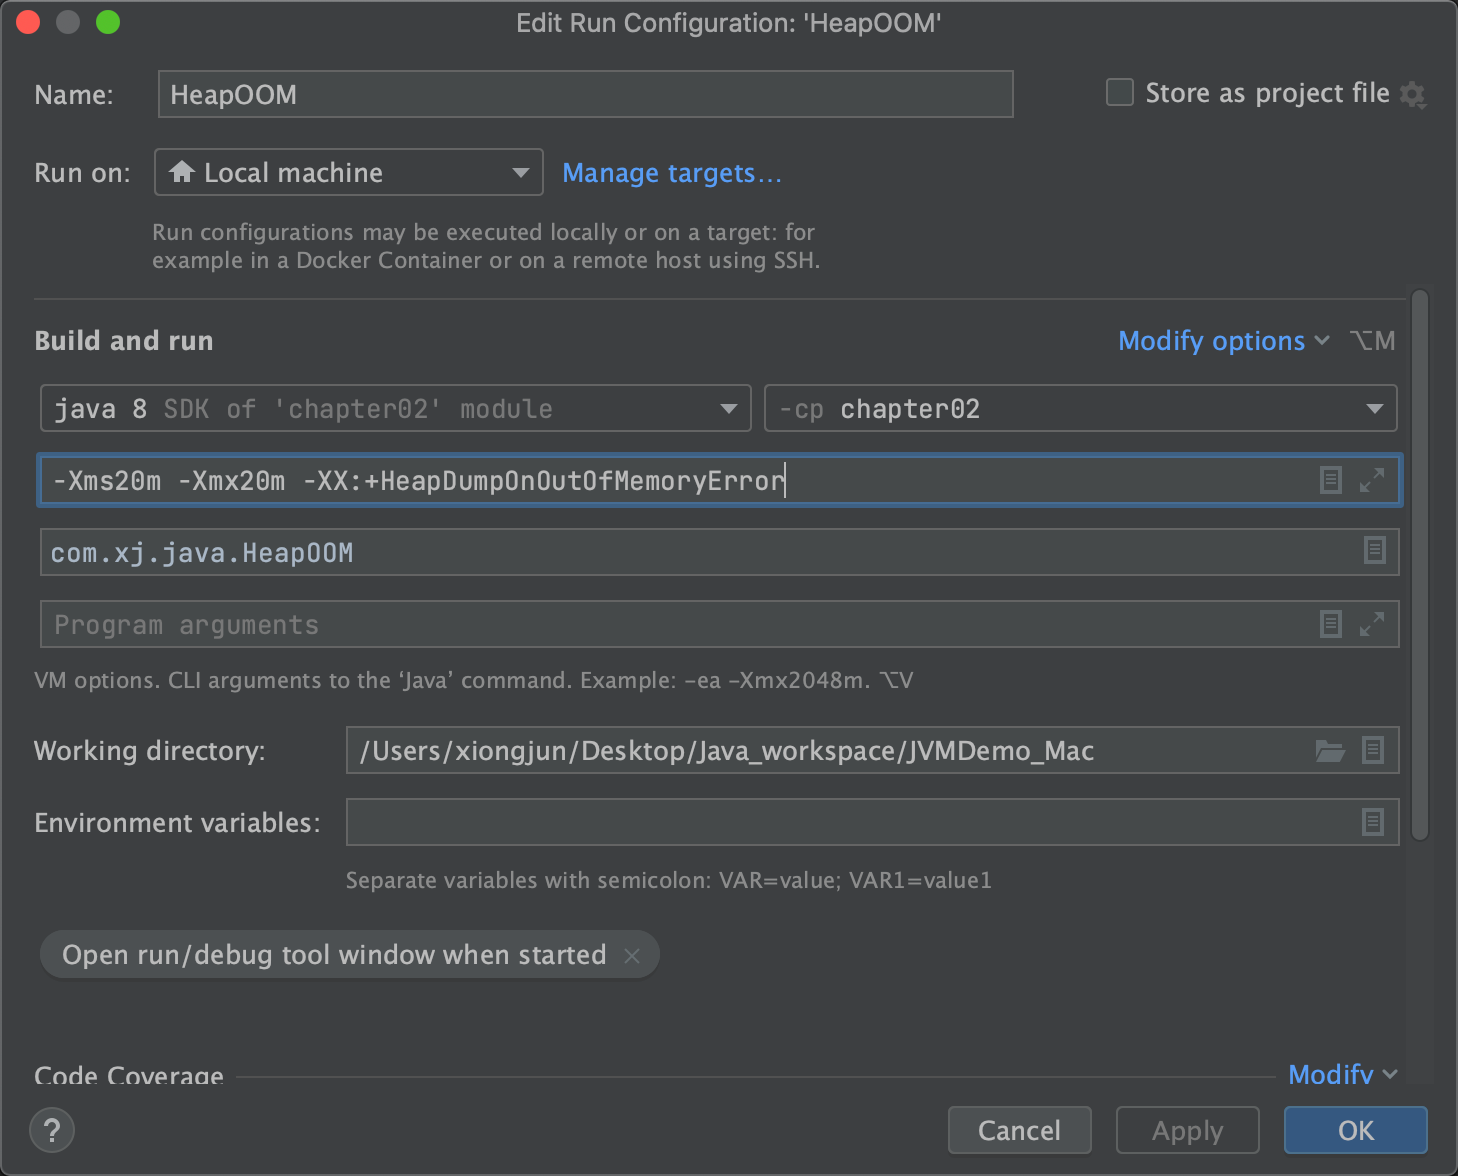 Edit Run Configuration: 'HeapOOM'
Name: HeapOOM Store as project file
Run on: Local machine Manage targets...
Run configurations may be executed locally or on a target: for
example in a Docker Container or on a remote host using SSH.
Build and run Modify options ⌥M
java 8 SDK of 'chapter02' module -cp chapter02
-Xms20m -Xmx20m -XX:+HeapDumpOnOutOfMemoryError
com.xj.java.HeapOOM
Program arguments
VM options. CLI arguments to the ‘Java’ command. Example: -ea -Xmx2048m. ⌥V
Working directory: /Users/xiongjun/Desktop/Java_workspace/JVMDemo_Mac
Environment variables:
Separate variables with semicolon: VAR=value; VAR1=value1
Open run/debug tool window when started ×
Code Coverage Modify
? Cancel Apply OK